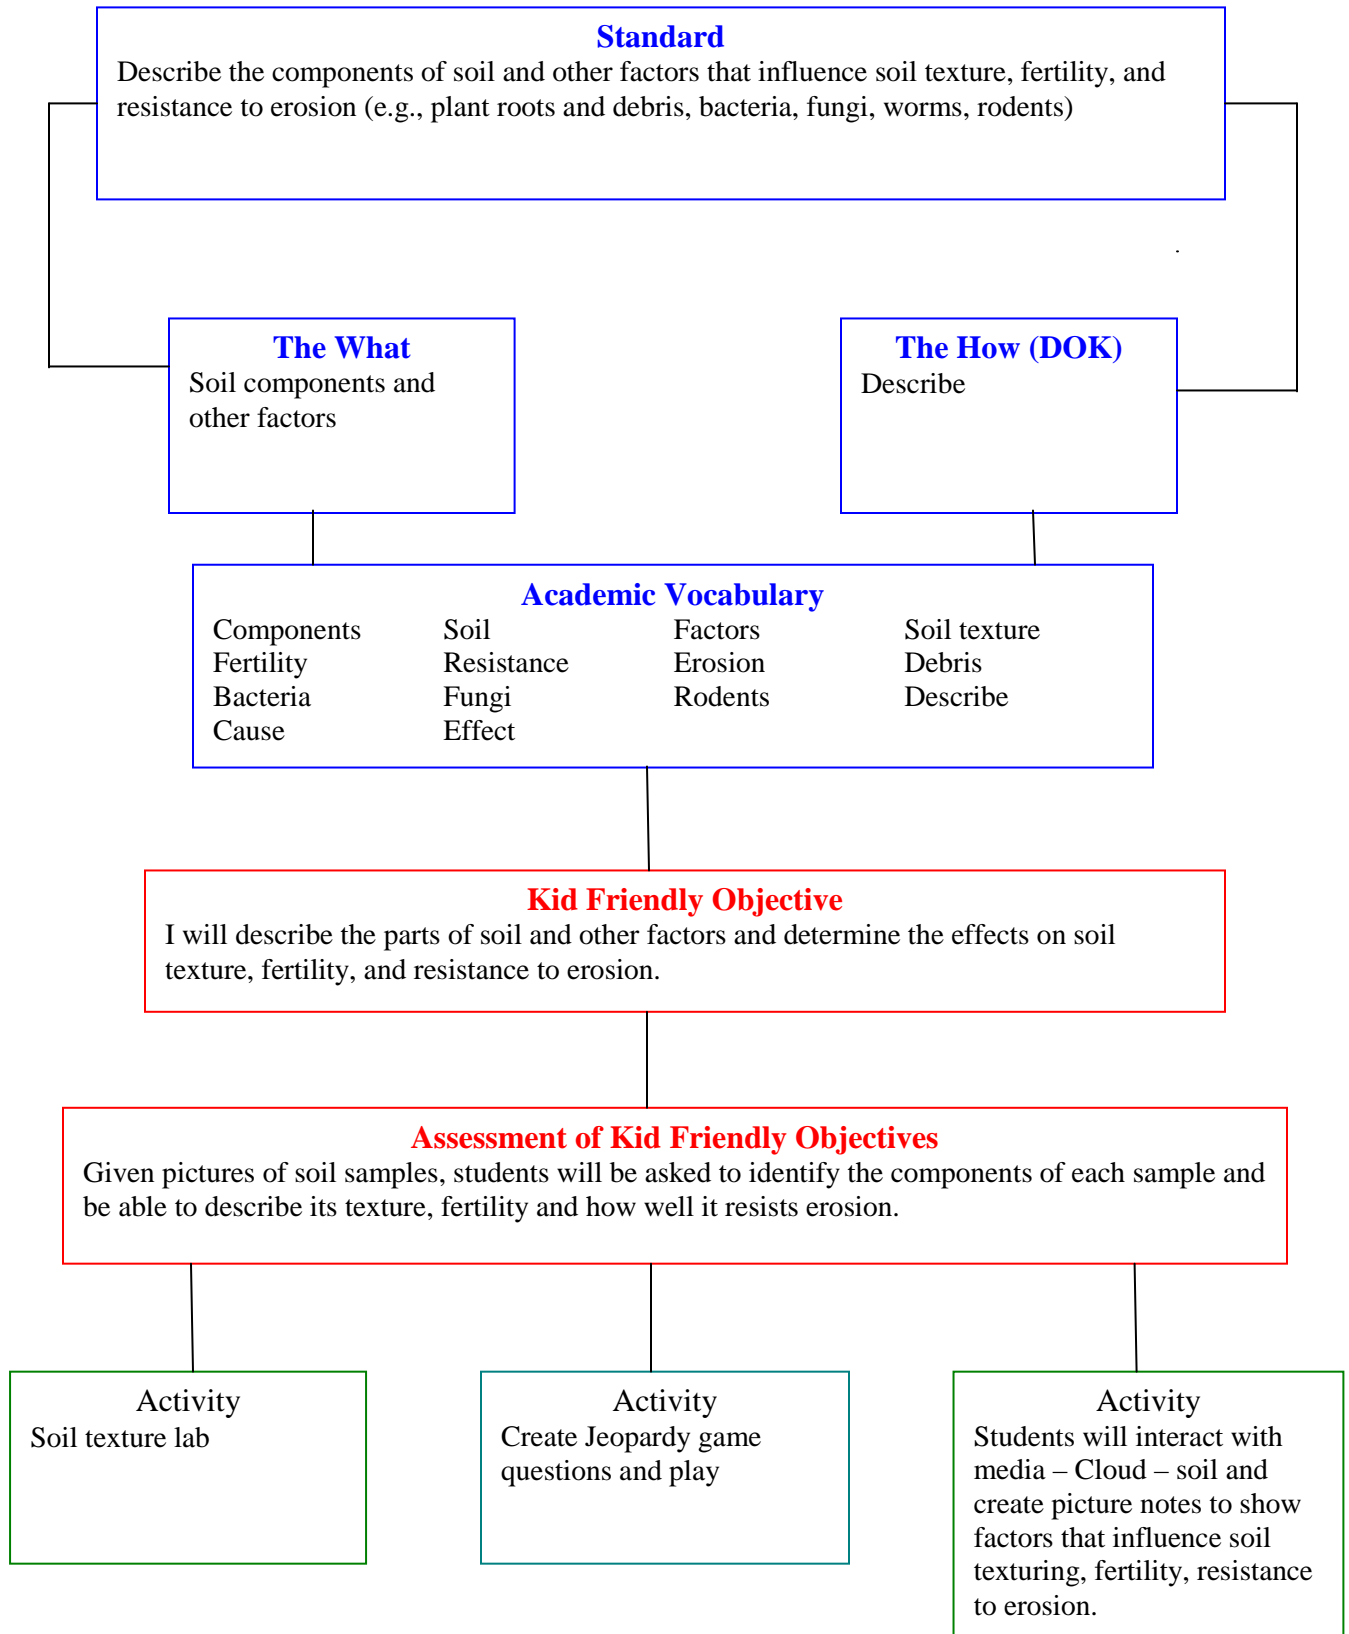 Standard
Describe the components of soil and other factors that influence soil texture, fertility, and
resistance to erosion (e.g., plant roots and debris, bacteria, fungi, worms, rodents)
The What
Soil components and
other factors
The How (DOK)
Describe
Academic Vocabulary
Components Soil Factors Soil texture
Fertility Resistance Erosion Debris
Bacteria Fungi Rodents Describe
Cause Effect
Kid Friendly Objective
I will describe the parts of soil and other factors and determine the effects on soil
texture, fertility, and resistance to erosion.
Assessment of Kid Friendly Objectives
Given pictures of soil samples, students will be asked to identify the components of each sample and
be able to describe its texture, fertility and how well it resists erosion.
Activity
Soil texture lab
Activity
Create Jeopardy game
questions and play
Activity
Students will interact with
media – Cloud – soil and
create picture notes to show
factors that influence soil
texturing, fertility, resistance
to erosion.